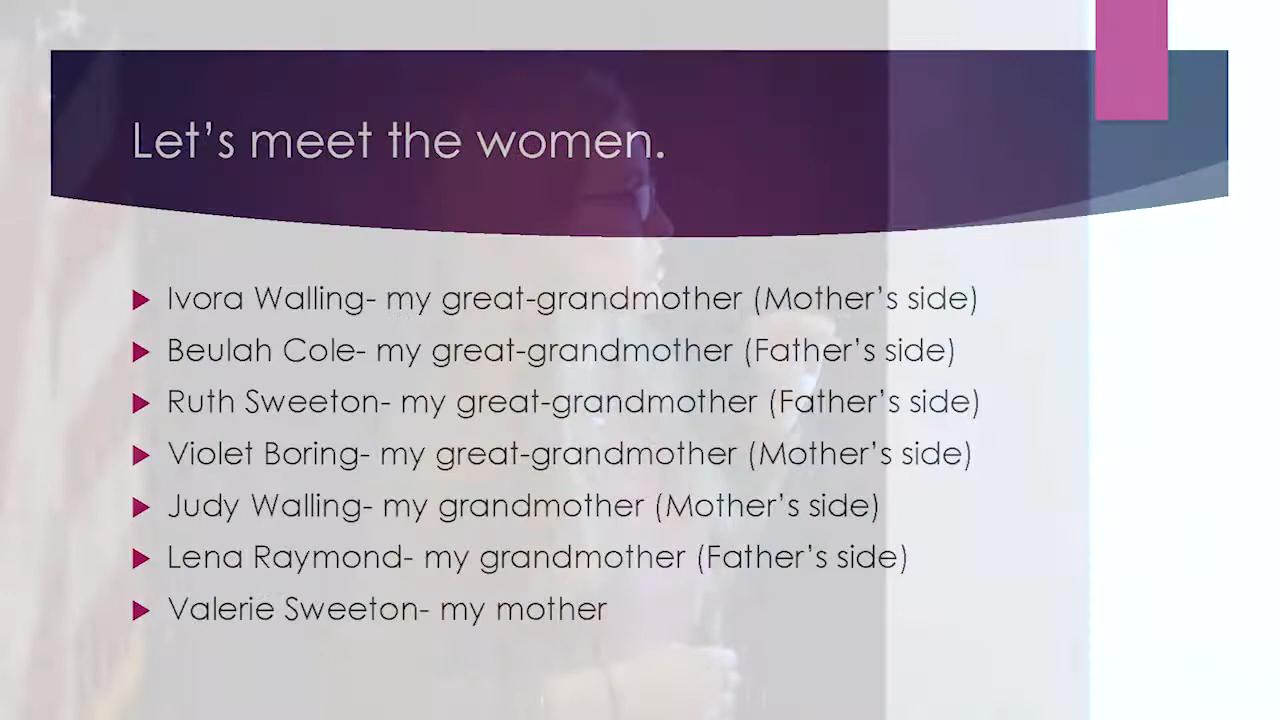 Let's meet the women.
Ivora Walling- my great-grandmother (Mother's side)
Beulah Cole- my great-grandmother (Father's side)
Ruth Sweeton- my great-grandmother (Father's side)
Violet Boring- my great-grandmother (Mother's side)
Judy Walling- my grandmother (Mother's side)
Lena Raymond- my grandmother (Father's side)
Valerie Sweeton- my mother